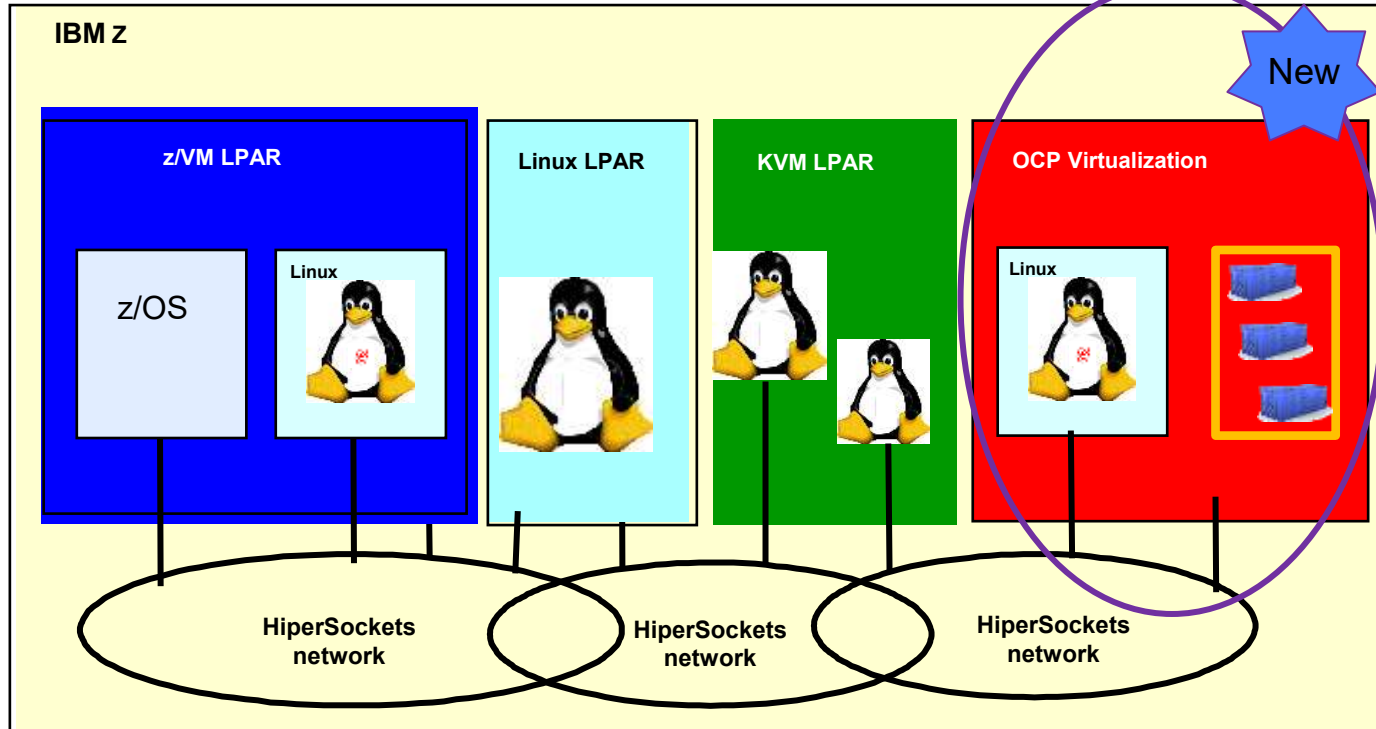 IBM Z
New
z/VM LPAR
Linux LPAR
KVM LPAR
OCP Virtualization
z/OS
Linux
Linux
HiperSockets
network
HiperSockets
network
HiperSockets
network